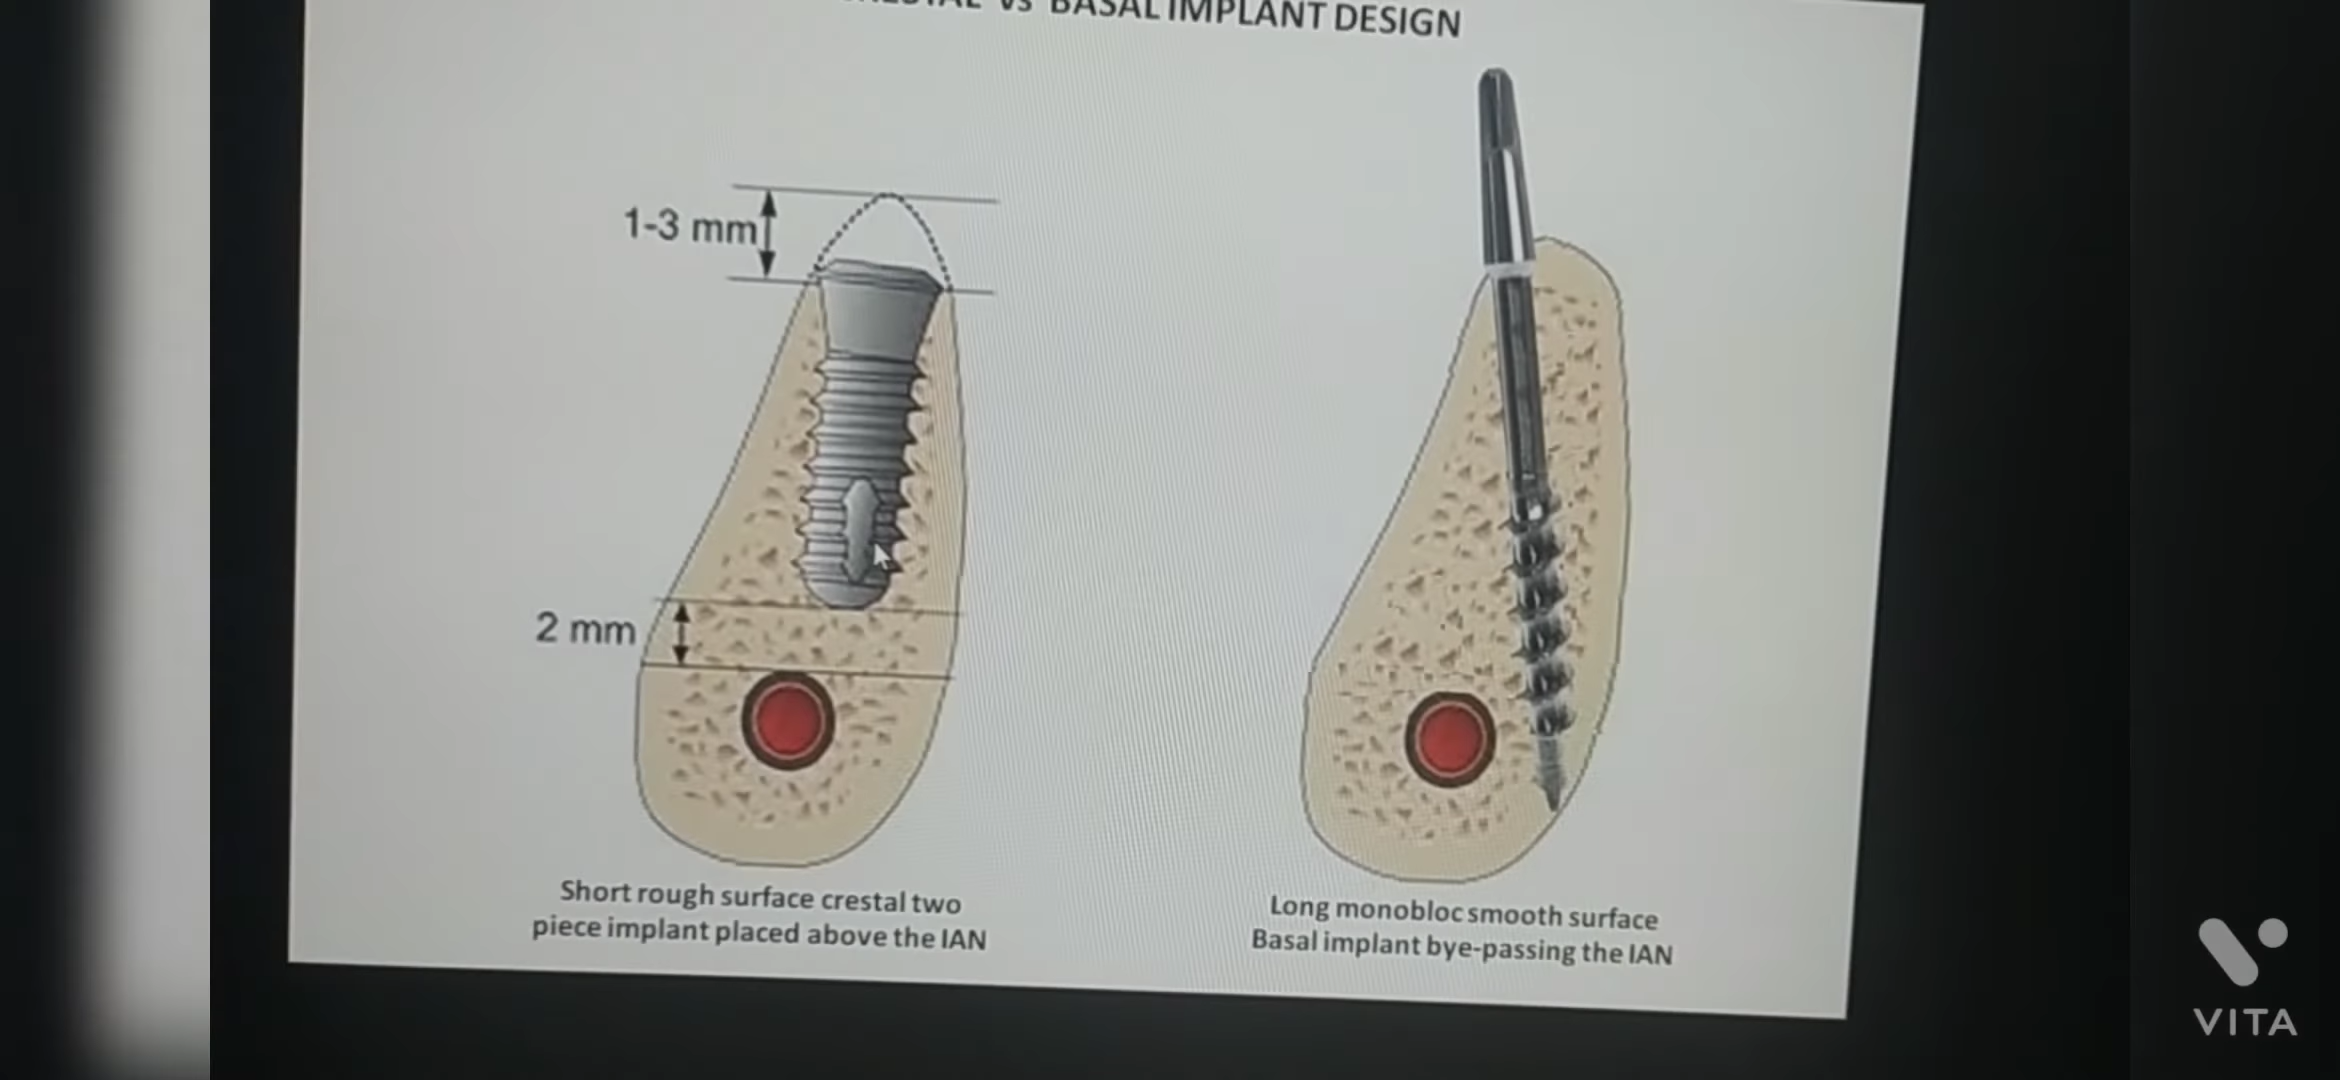 VS BASAL IMPLANT DESIGN
1-3 mm
2 mm
Short rough surface crestal two
piece implant placed above the IAN
Long monobloc smooth surface
Basal implant bye-passing the IAN
VITA